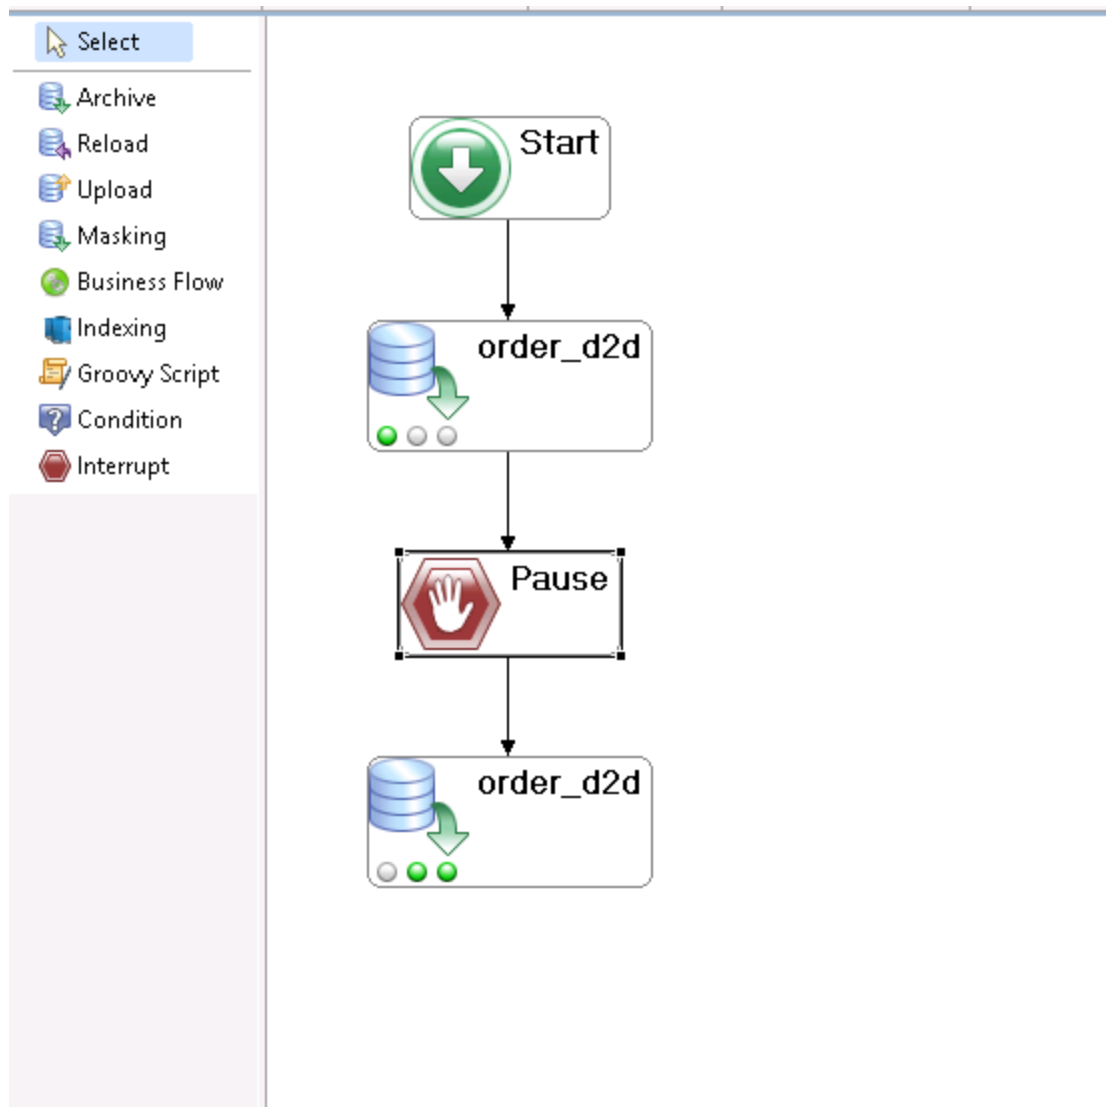 Select
Archive
Reload
Upload
Masking
Business Flow
Indexing
Groovy Script
Condition
Interrupt
Start
order_d2d
Pause
order_d2d